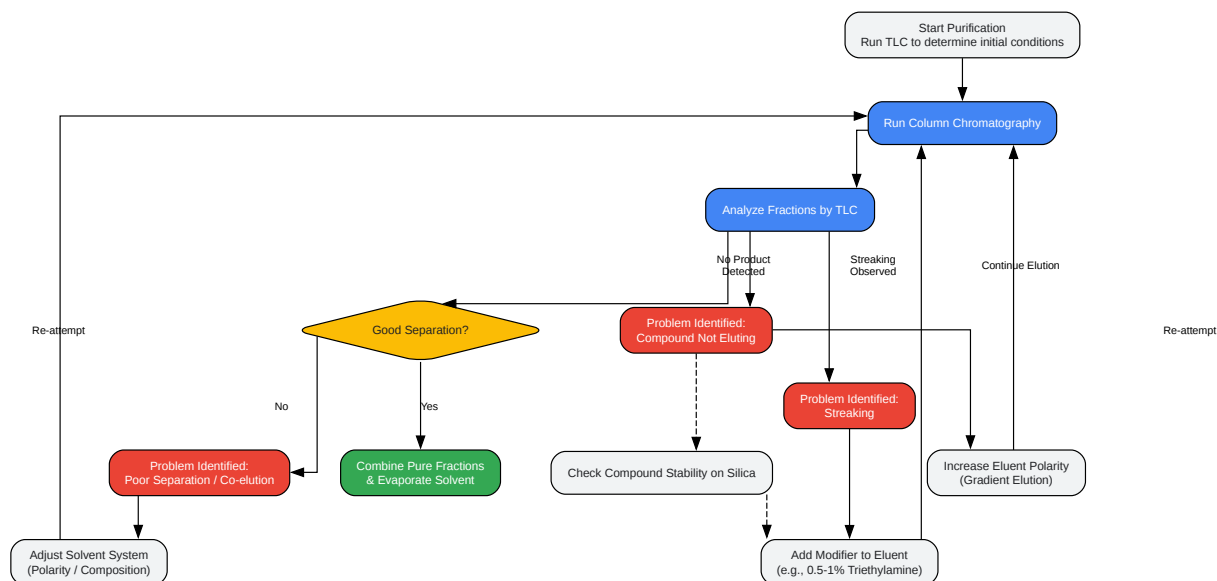 Start Purification
Run TLC to determine initial conditions
Run Column Chromatography
Analyze Fractions by TLC
No Product
Detected
Streaking
Observed
Continue Elution
Re-attempt
Good Separation?
Problem Identified:
Compound Not Eluting
Re-attempt
Problem Identified:
Streaking
No
Yes
Problem Identified:
Poor Separation / Co-elution
Combine Pure Fractions
& Evaporate Solvent
Check Compound Stability on Silica
Increase Eluent Polarity
(Gradient Elution)
Adjust Solvent System
(Polarity / Composition)
Add Modifier to Eluent
(e.g., 0.5-1% Triethylamine)